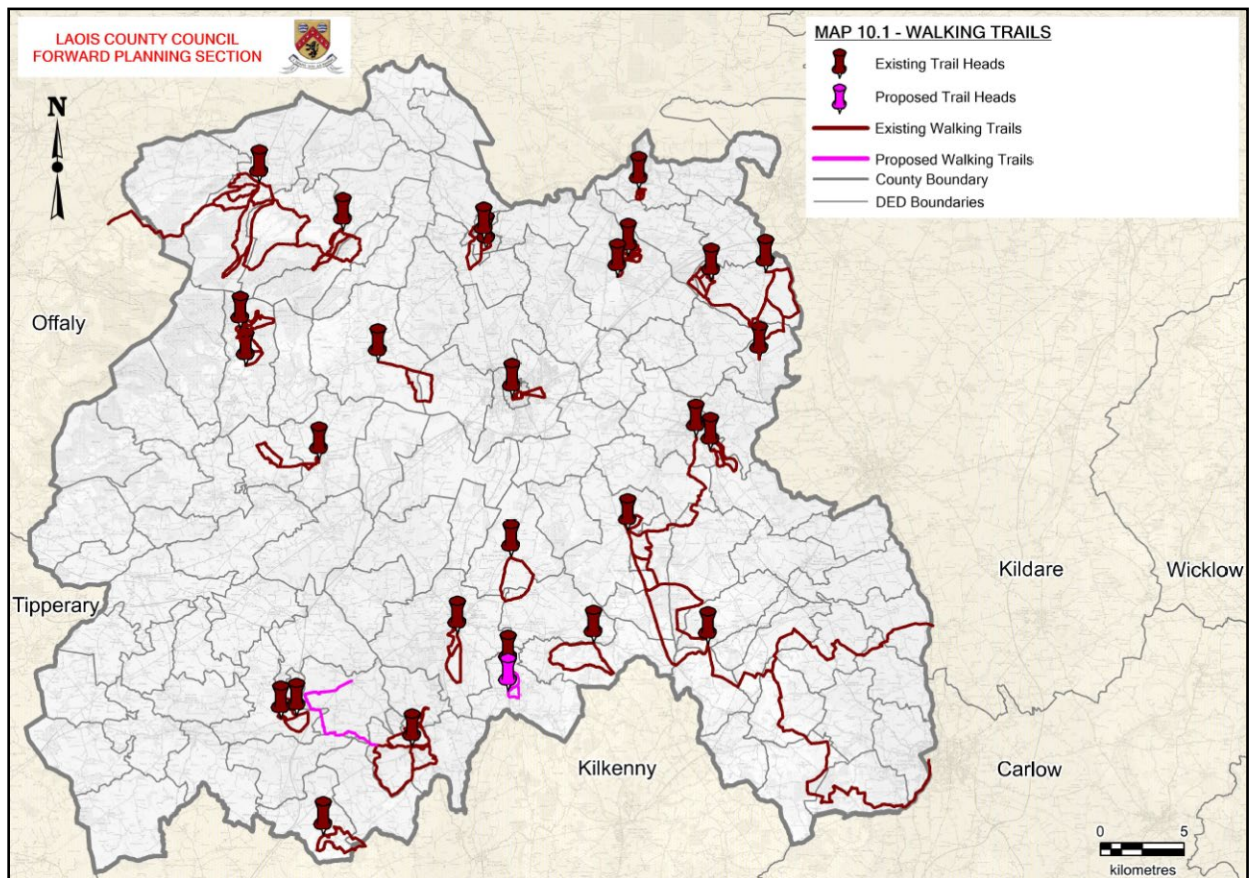 LAOIS COUNTY COUNCIL
FORWARD PLANNING SECTION
MAP 10.1 - WALKING TRAILS
Existing Trail Heads
Proposed Trail Heads
Existing Walking Trails
Proposed Walking Trails
County Boundary
DED Boundaries
N
Offaly
Tipperary
Kildare
Wicklow
Kilkenny
Carlow
0 5
kilometres